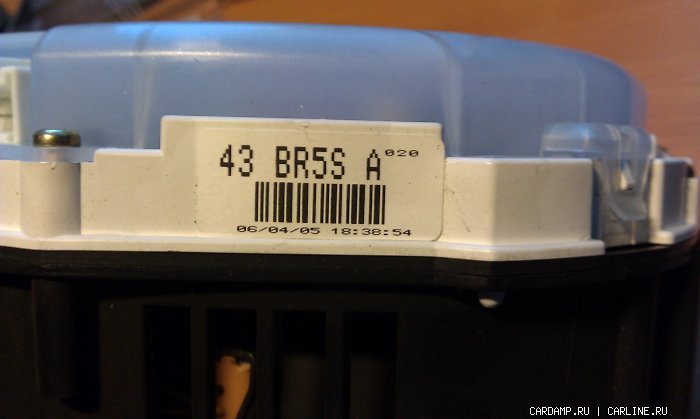 43 BR5S A 020
06/04/05 18:38:54
CARDAMP.RU | CARLINE.RU